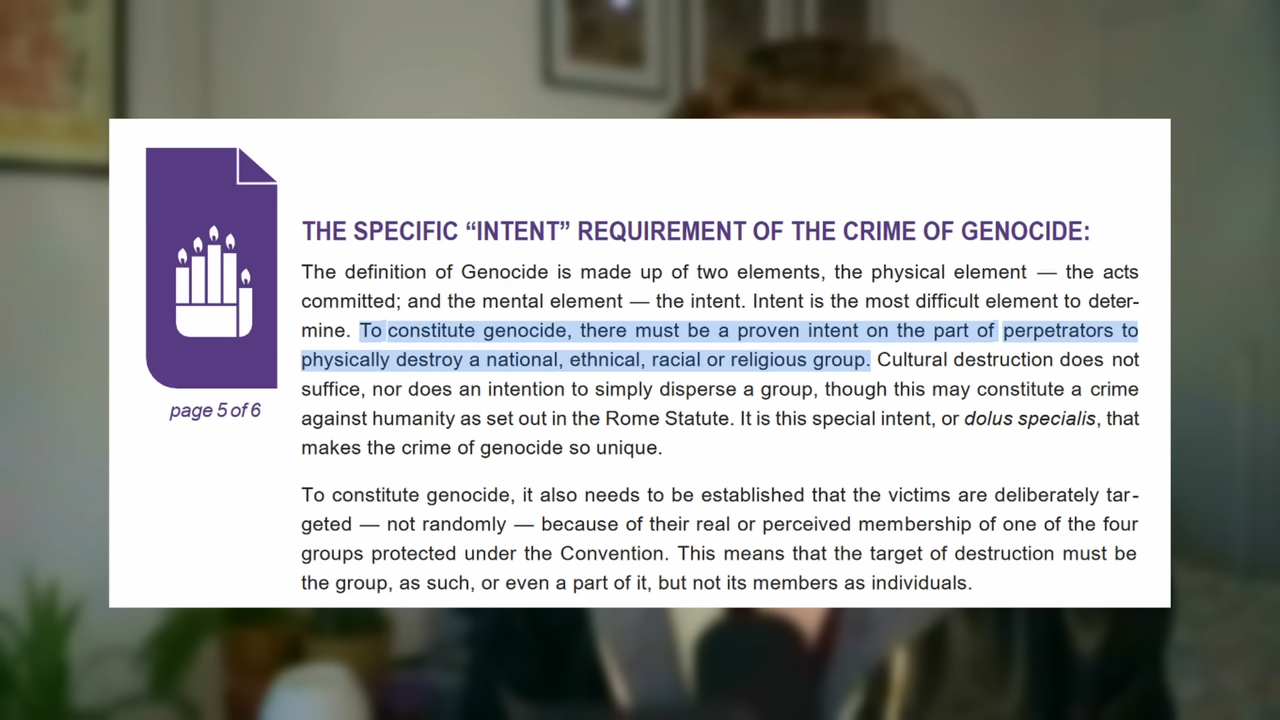 THE SPECIFIC “INTENT” REQUIREMENT OF THE CRIME OF GENOCIDE:
The definition of Genocide is made up of two elements, the physical element — the acts
committed; and the mental element — the intent. Intent is the most difficult element to deter-
mine. To constitute genocide, there must be a proven intent on the part of perpetrators to
physically destroy a national, ethnical, racial or religious group. Cultural destruction does not
suffice, nor does an intention to simply disperse a group, though this may constitute a crime
against humanity as set out in the Rome Statute. It is this special intent, or dolus specialis, that
makes the crime of genocide so unique.
To constitute genocide, it also needs to be established that the victims are deliberately tar-
geted — not randomly — because of their real or perceived membership of one of the four
groups protected under the Convention. This means that the target of destruction must be
the group, as such, or even a part of it, but not its members as individuals.
page 5 of 6